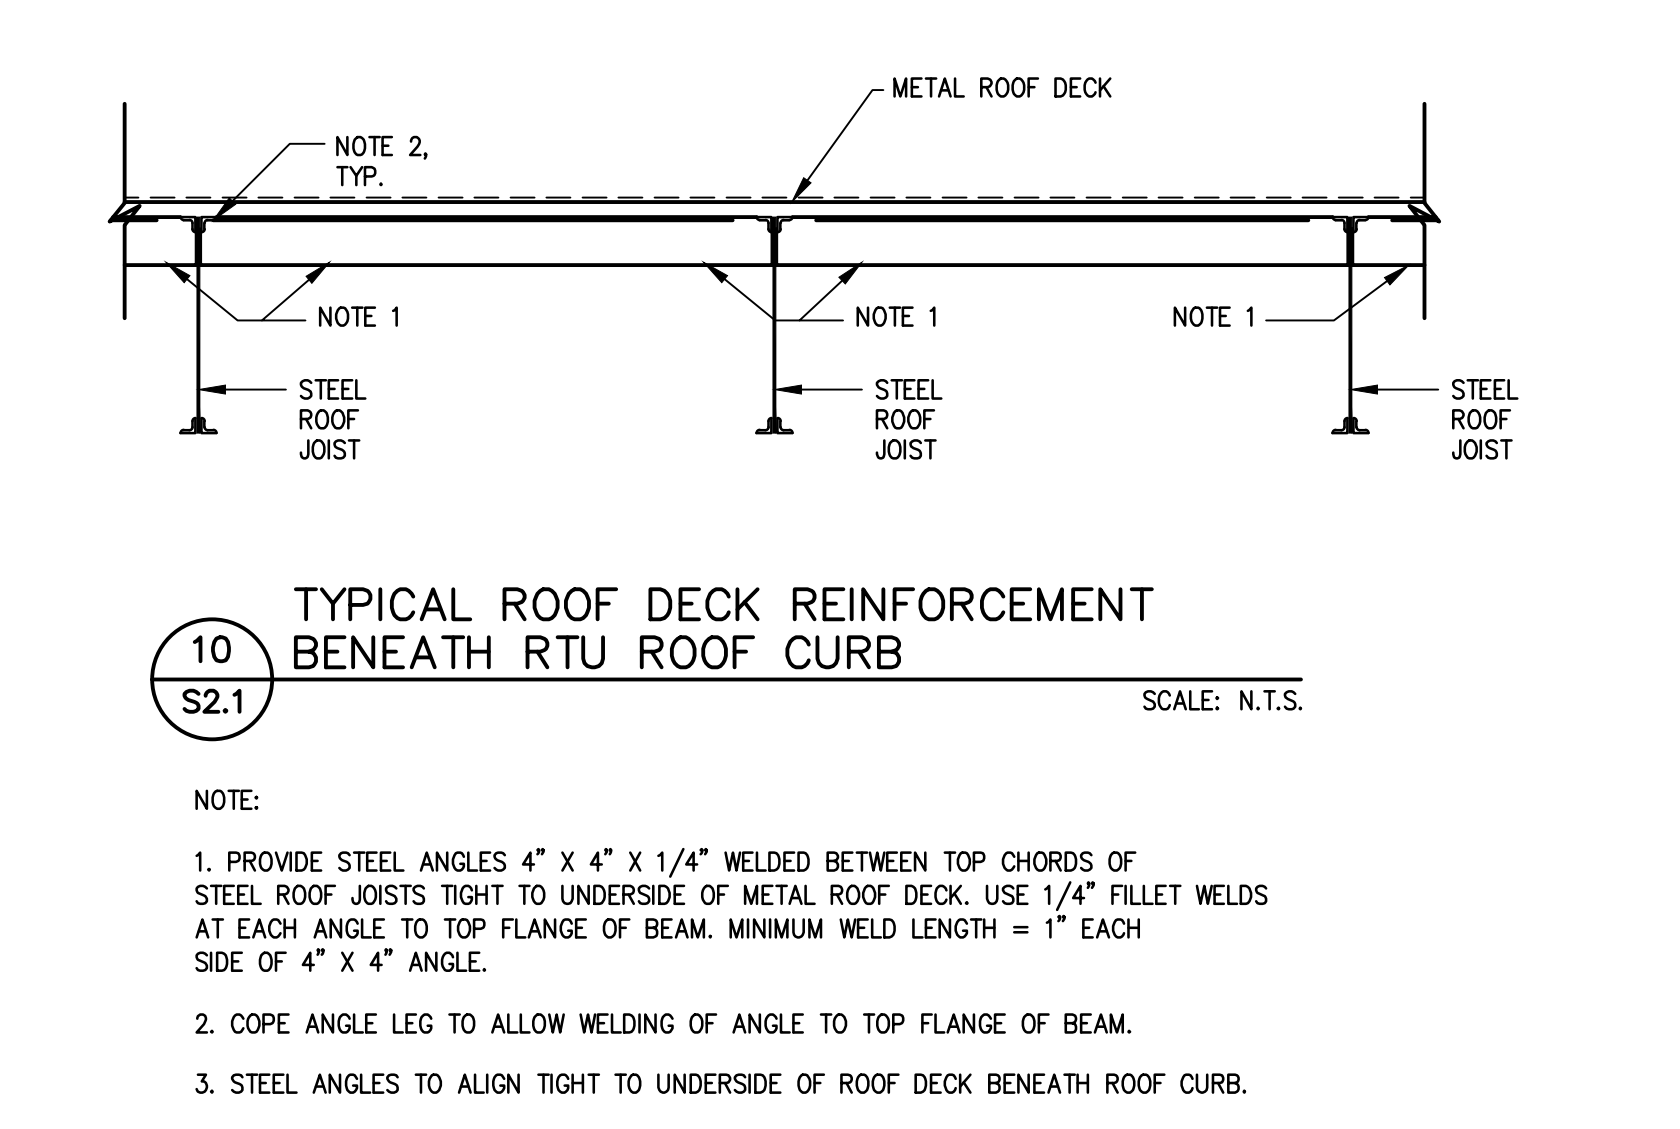 METAL ROOF DECK
NOTE 2,
TYP.
NOTE 1
NOTE 1
NOTE 1
STEEL
ROOF
JOIST
STEEL
ROOF
JOIST
STEEL
ROOF
JOIST
TYPICAL ROOF DECK REINFORCEMENT
BENEATH RTU ROOF CURB
10
S2.1
SCALE: N.T.S.
NOTE:
1. PROVIDE STEEL ANGLES 4" X 4" X 1/4" WELDED BETWEEN TOP CHORDS OF
STEEL ROOF JOISTS TIGHT TO UNDERSIDE OF METAL ROOF DECK. USE 1/4" FILLET WELDS
AT EACH ANGLE TO TOP FLANGE OF BEAM. MINIMUM WELD LENGTH = 1" EACH
SIDE OF 4" X 4" ANGLE.
2. COPE ANGLE LEG TO ALLOW WELDING OF ANGLE TO TOP FLANGE OF BEAM.
3. STEEL ANGLES TO ALIGN TIGHT TO UNDERSIDE OF ROOF DECK BENEATH ROOF CURB.